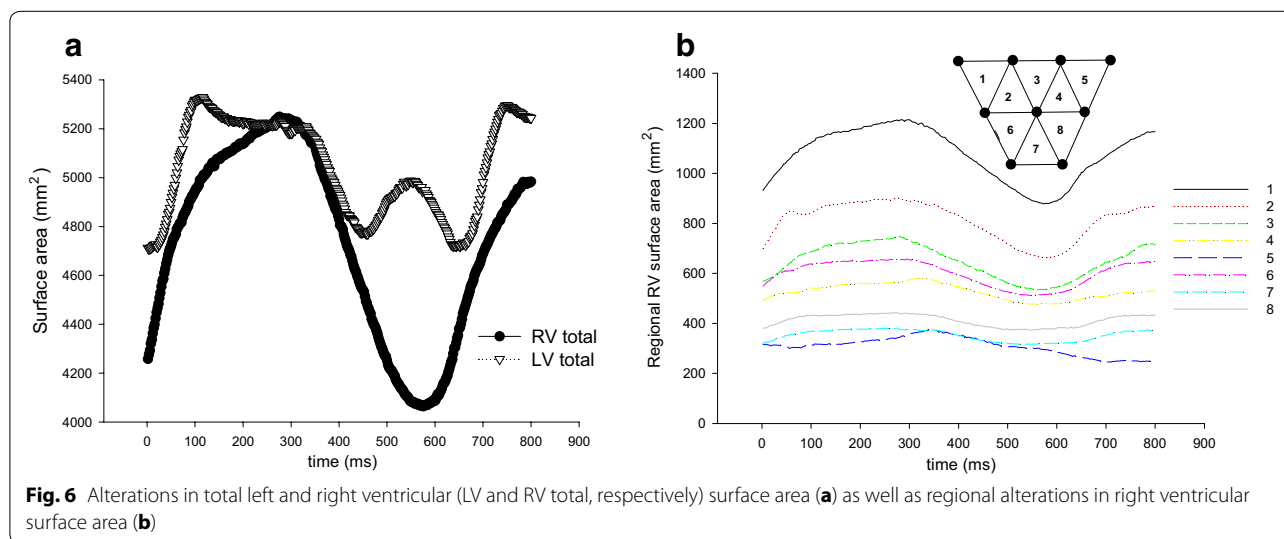 a
5400
5200
5000
4800
4600
4400
4200
4000
Surface area (mm²)
RV total
LV total
0 100 200 300 400 500 600 700 800 900
time (ms)
b
1400
1200
1000
800
600
400
200
0
Regional RV surface area (mm²)
1 3 5
2 4
6 8
7
1
2
3
4
5
6
7
8
0 100 200 300 400 500 600 700 800 900
time (ms)
Fig. 6 Alterations in total left and right ventricular (LV and RV total, respectively) surface area (a) as well as regional alterations in right ventricular
surface area (b)